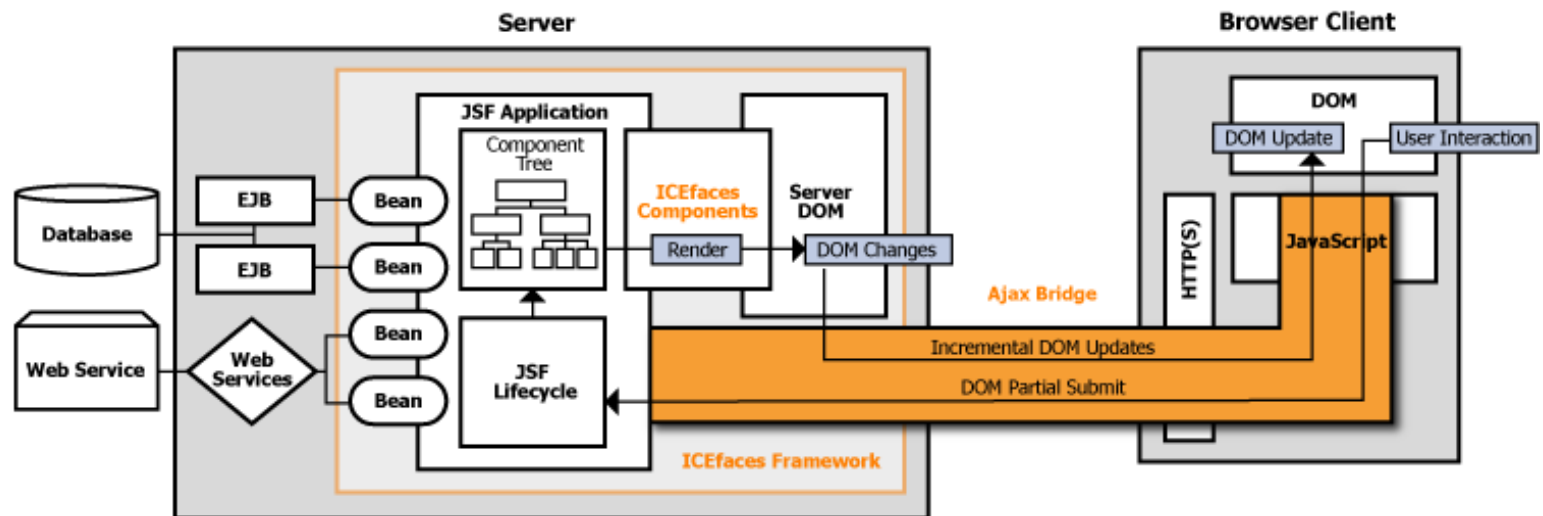 Server
Browser Client
JSF Application
Component
Tree
ICEfaces
Components
Render
Server
DOM
DOM Changes
DOM
DOM Update
User Interaction
EJB
EJB
Bean
Bean
Bean
Bean
Database
Web Service
Web
Services
JSF
Lifecycle
HTTP(S)
JavaScript
Ajax Bridge
Incremental DOM Updates
DOM Partial Submit
ICEfaces Framework